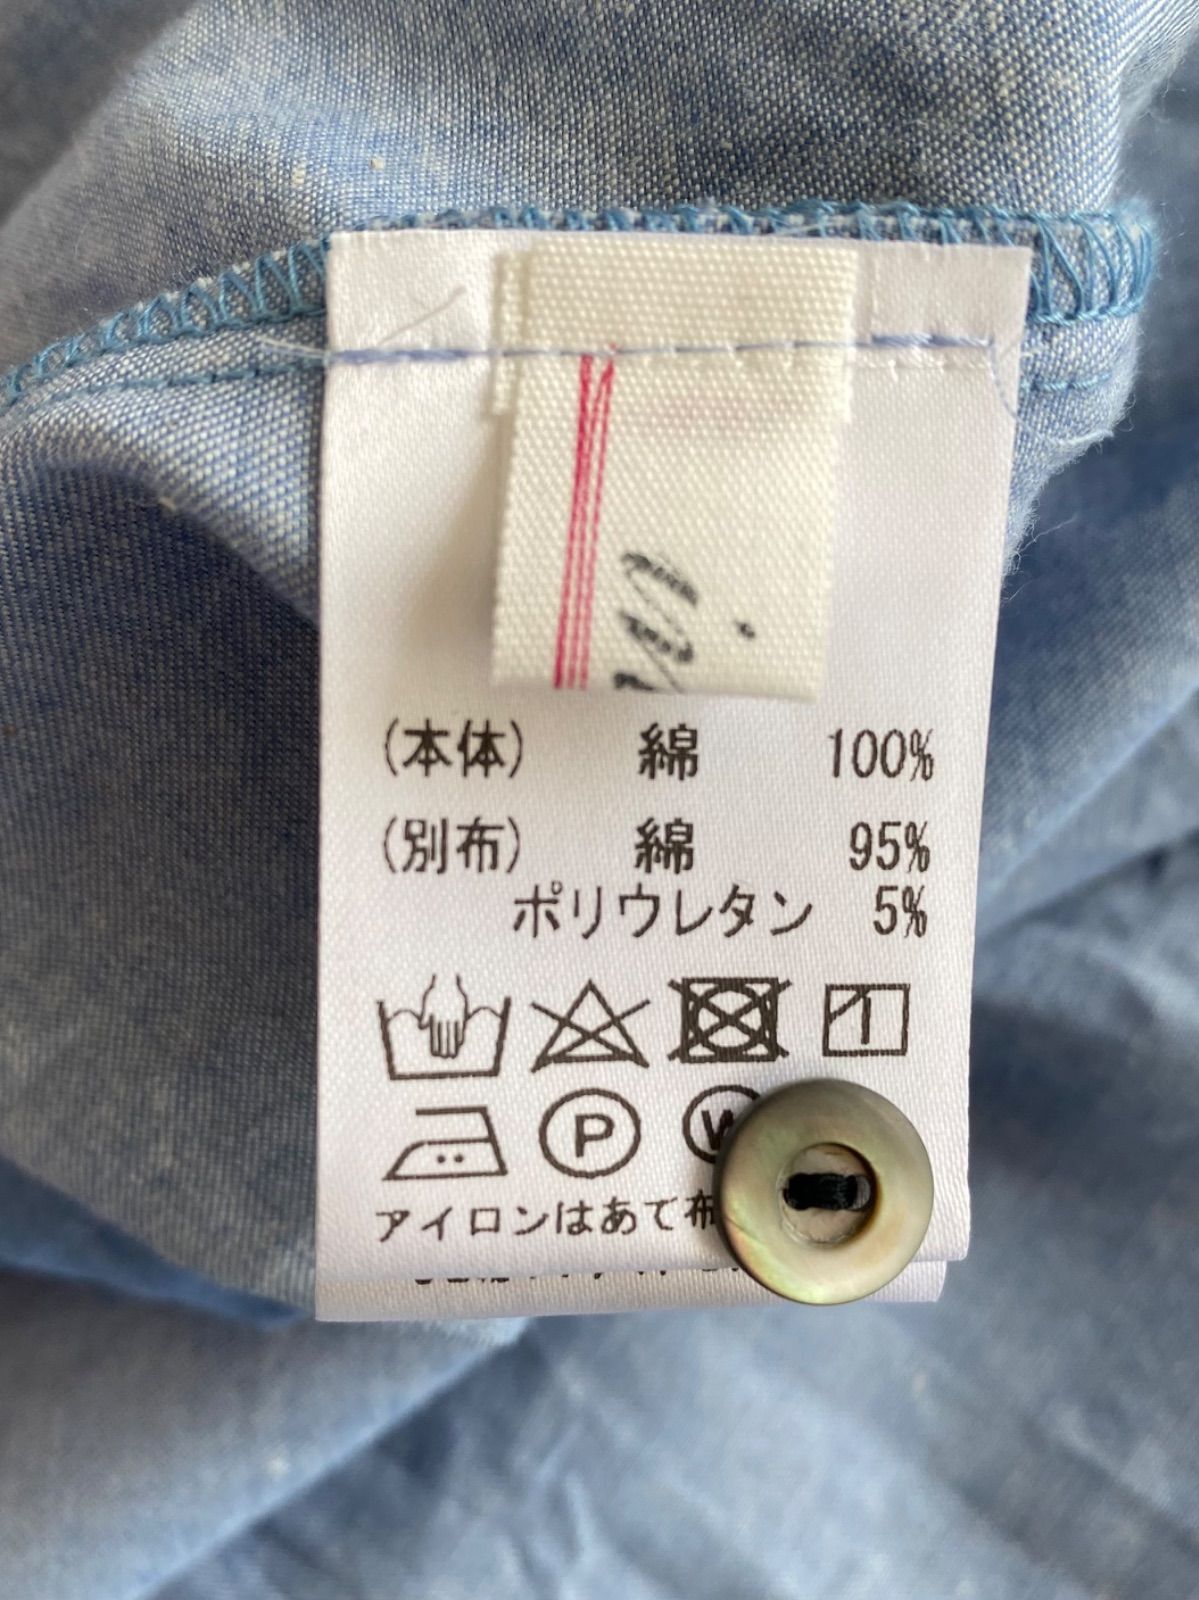 (本体) 綿 100%
(別布) 綿 95%
ポリウレタン 5%
P W
アイロンはあて布